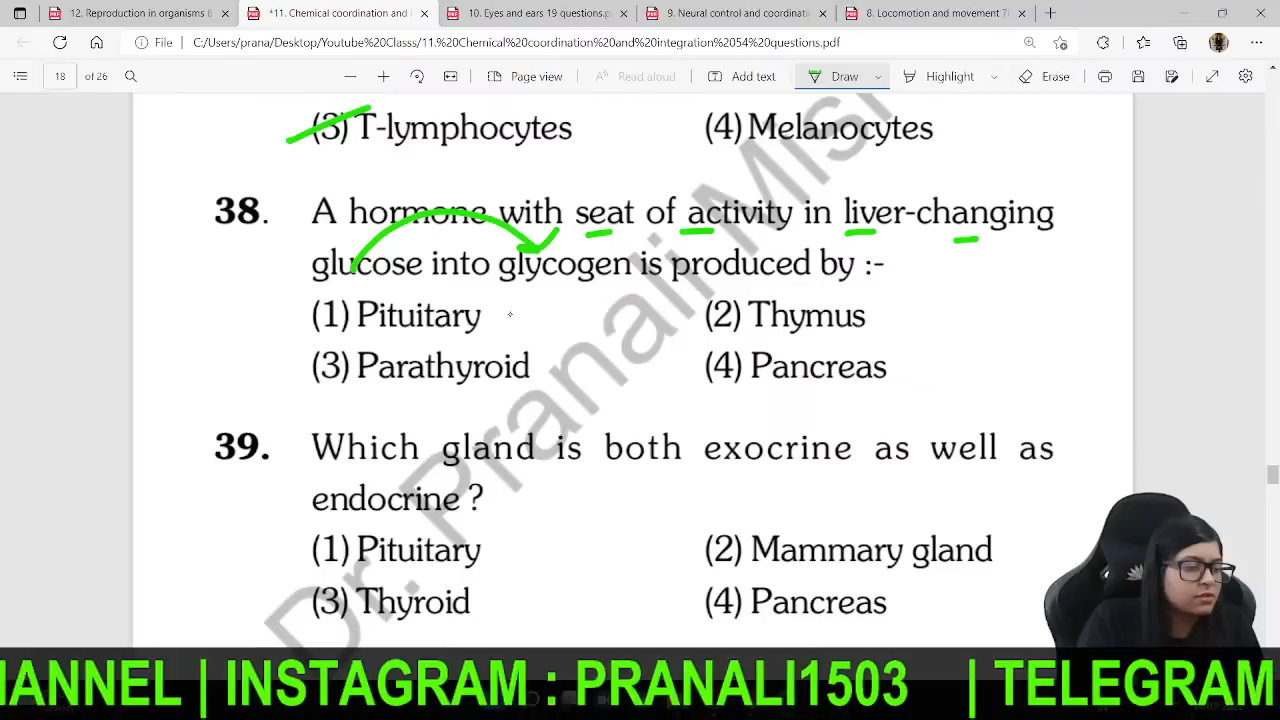 12. Reproduction in organisms 8
*11. Chemical coordination and i
10. Eyes and ears 19 questions.p
9. Neural control and coordinati
8. Locomotion and movement 7
File
C:/Users/prana/Desktop/Youtube%20Class/11.%20Chemical%20coordination%20and%20integration%2054%20questions.pdf
18 of 26
Page view
Read aloud
Add text
Draw
Highlight
Erase
(3) T-lymphocytes (4) Melanocytes
38. A hormone with seat of activity in liver-changing
glucose into glycogen is produced by :-
(1) Pituitary (2) Thymus
(3) Parathyroid (4) Pancreas
39. Which gland is both exocrine as well as
endocrine ?
(1) Pituitary (2) Mammary gland
(3) Thyroid (4) Pancreas
Dr. Pranali Mis
HANNEL | INSTAGRAM : PRANALI1503 | TELEGRAM